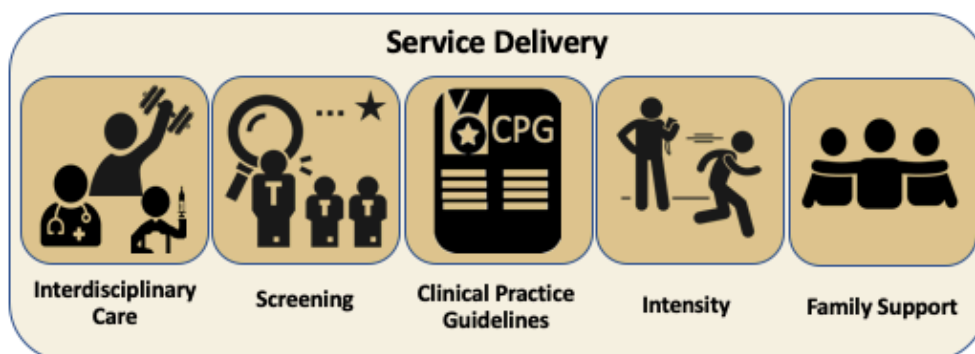 Service Delivery
CPG
Interdisciplinary
Care
Screening
Clinical Practice
Guidelines
Intensity
Family Support